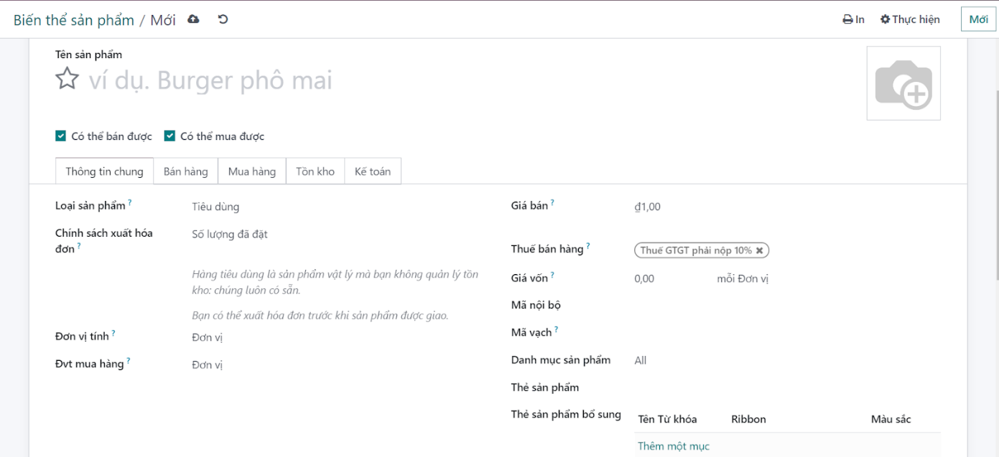 Biến thể sản phẩm / Mới In Thực hiện Mới
Tên sản phẩm
ví dụ. Burger phô mai
Có thể bán được Có thể mua được
Thông tin chung Bán hàng Mua hàng Tồn kho Kế toán
Loại sản phẩm ? Tiêu dùng
Giá bán ? ₫1,00
Chính sách xuất hóa đơn ? Số lượng đã đặt
Thuế bán hàng ? Thuế GTGT phải nộp 10% ✖
Hàng tiêu dùng là sản phẩm vật lý mà bạn không quản lý tồn
kho: chúng luôn có sẵn.
Giá vốn ? 0,00 mỗi Đơn vị
Bạn có thể xuất hóa đơn trước khi sản phẩm được giao.
Mã nội bộ
Đơn vị tính ? Đơn vị
Mã vạch ?
Đvt mua hàng ? Đơn vị
Danh mục sản phẩm All
Thẻ sản phẩm
Thẻ sản phẩm bổ sung Tên Từ khóa Ribbon Màu sắc
Thêm một mục